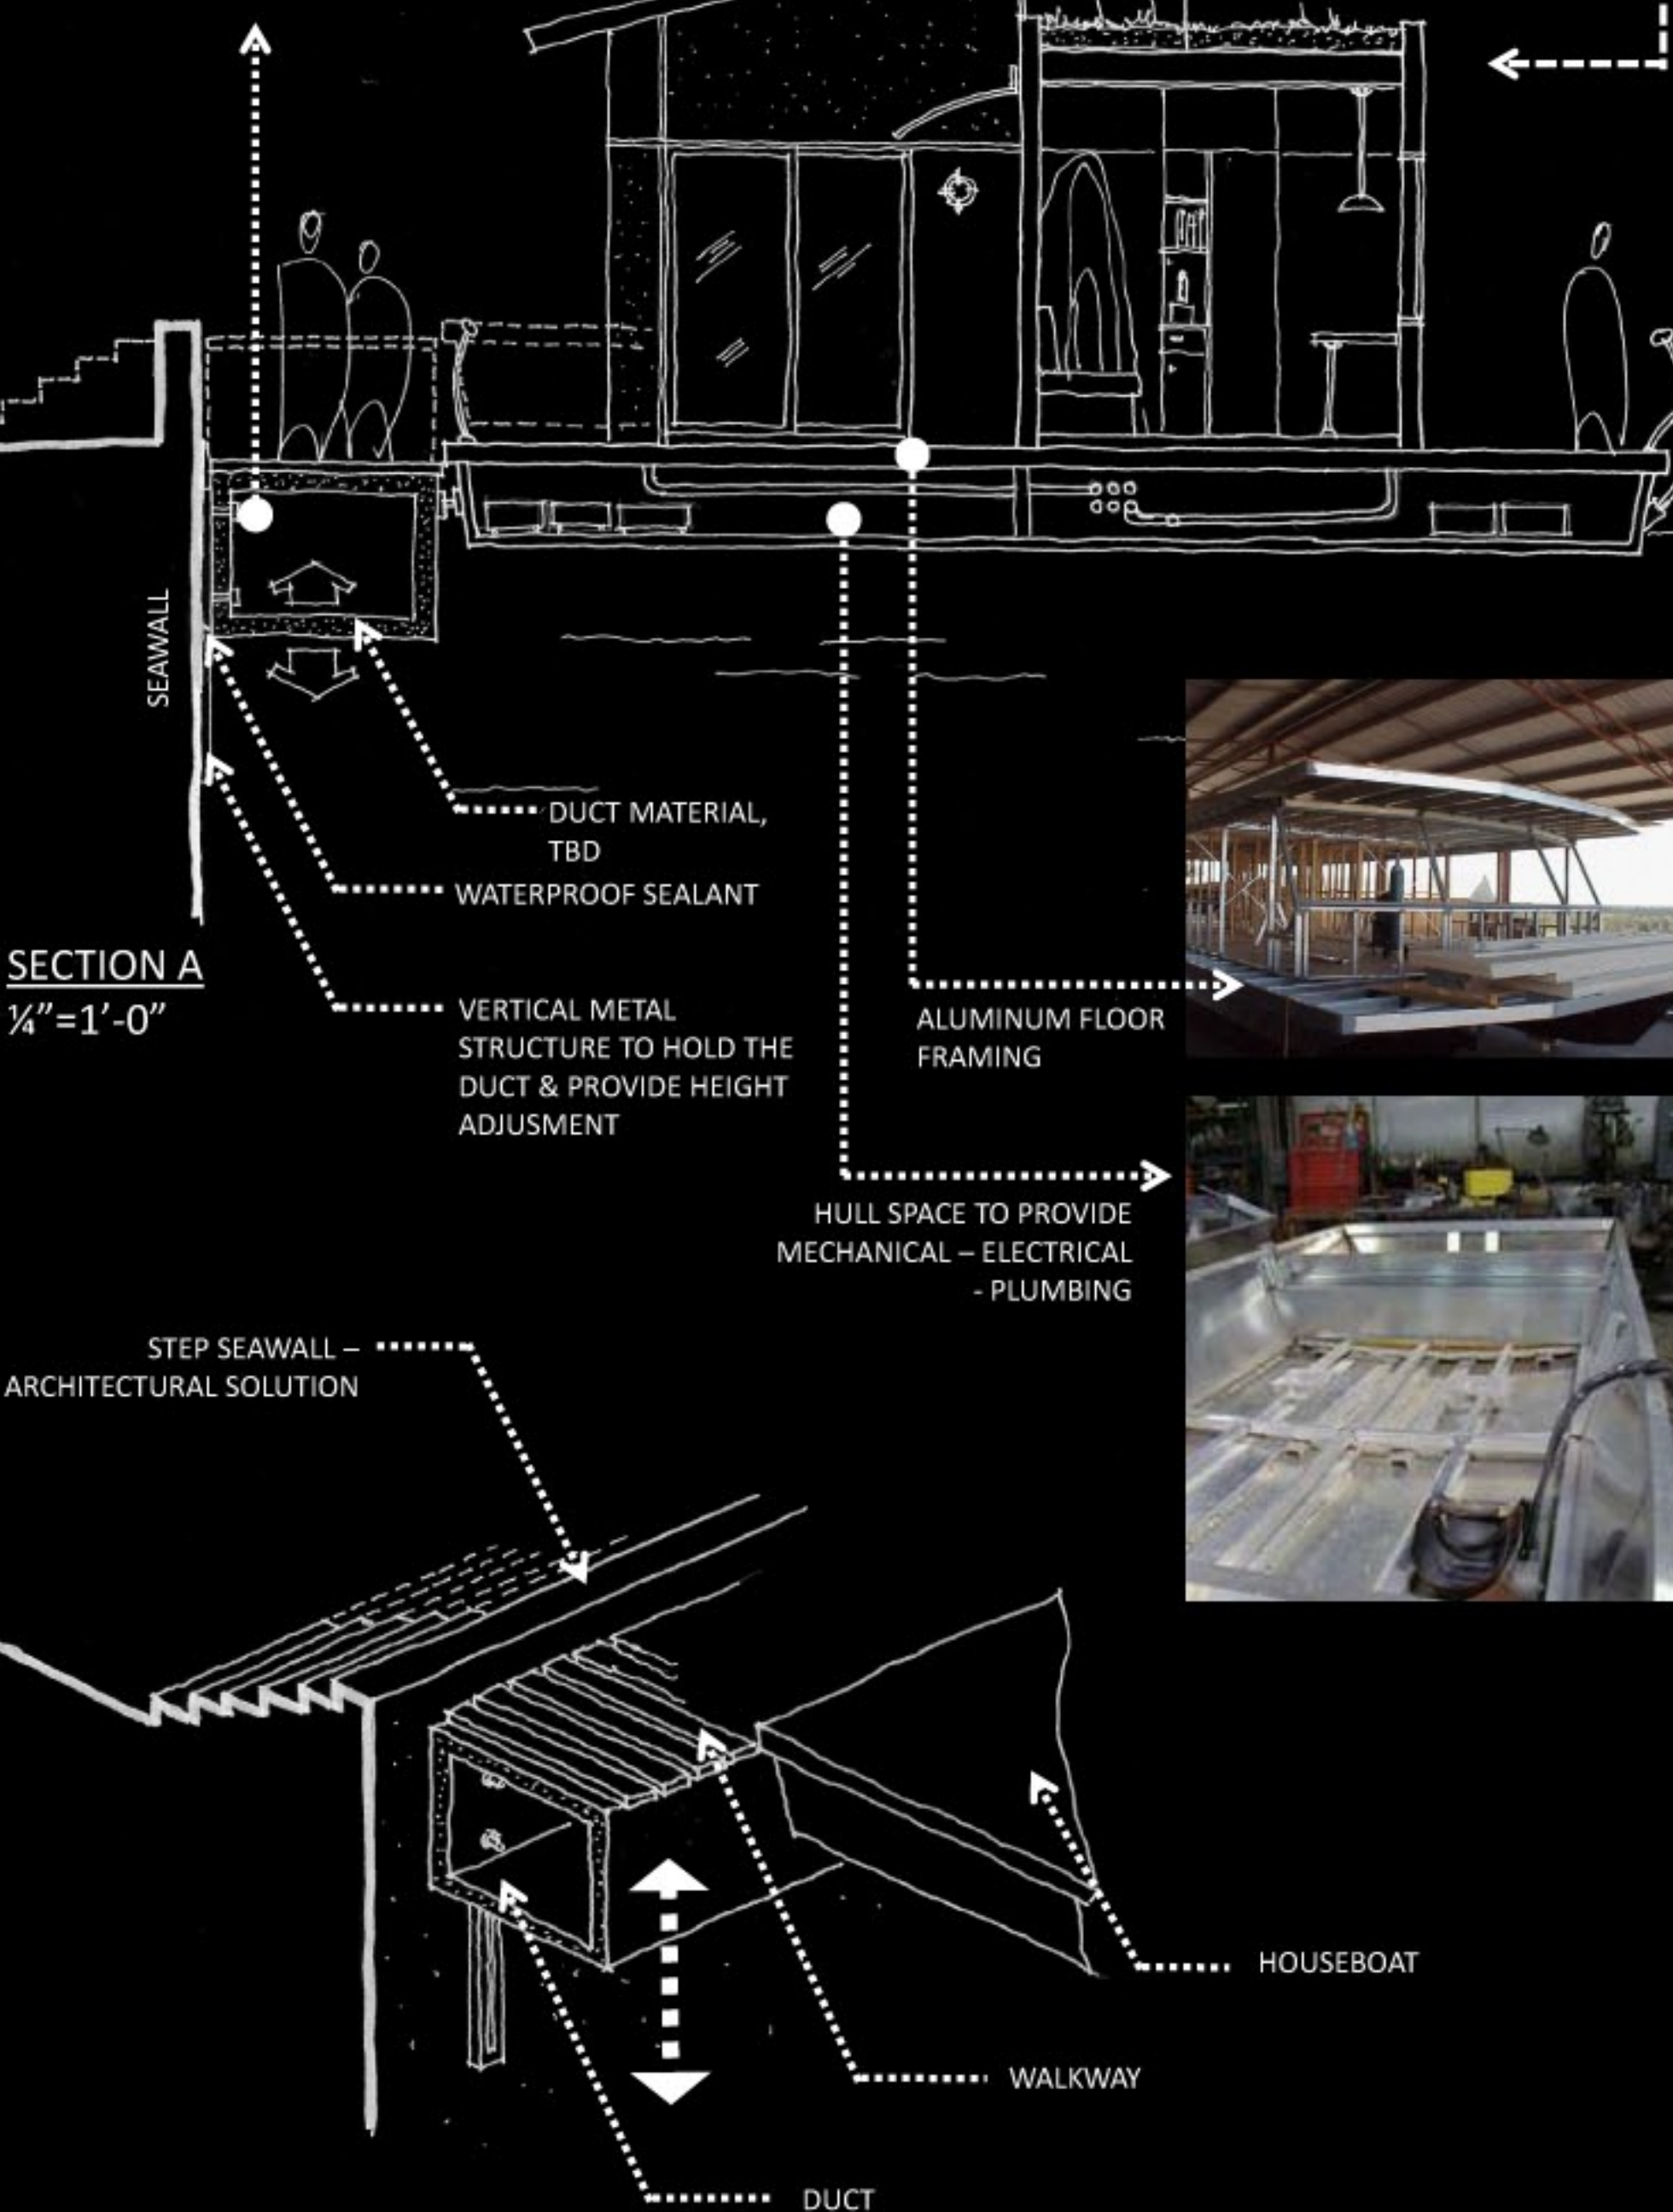 SEAWALL
DUCT MATERIAL,
TBD
WATERPROOF SEALANT
SECTION A
¼”=1’-0”
VERTICAL METAL
STRUCTURE TO HOLD THE
DUCT & PROVIDE HEIGHT
ADJUSMENT
ALUMINUM FLOOR
FRAMING
HULL SPACE TO PROVIDE
MECHANICAL – ELECTRICAL
- PLUMBING
STEP SEAWALL –
ARCHITECTURAL SOLUTION
HOUSEBOAT
WALKWAY
DUCT